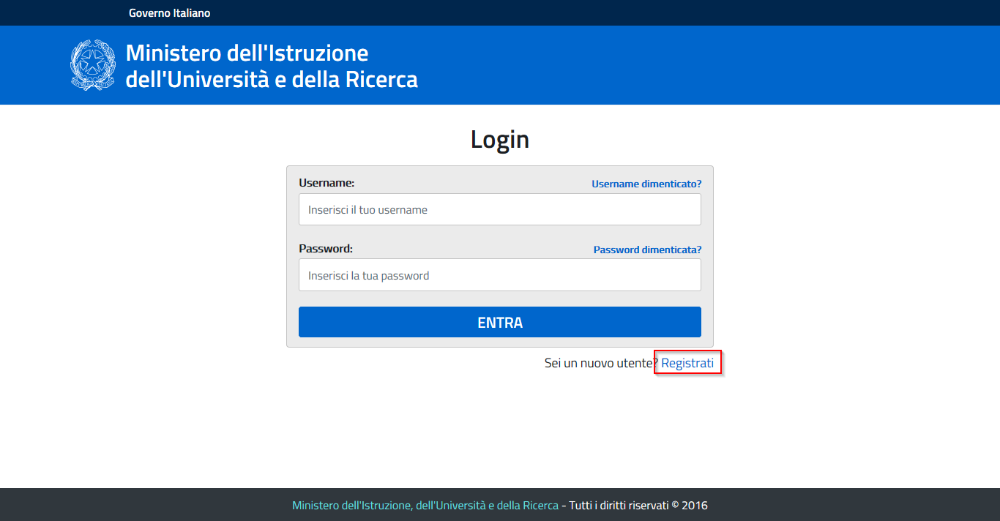 Governo Italiano
Ministero dell'Istruzione
dell'Università e della Ricerca
Login
Username:
Username dimenticato?
Inserisci il tuo username
Password:
Password dimenticata?
Inserisci la tua password
ENTRA
Sei un nuovo utente? Registrati
Ministero dell'Istruzione, dell'Università e della Ricerca - Tutti i diritti riservati © 2016